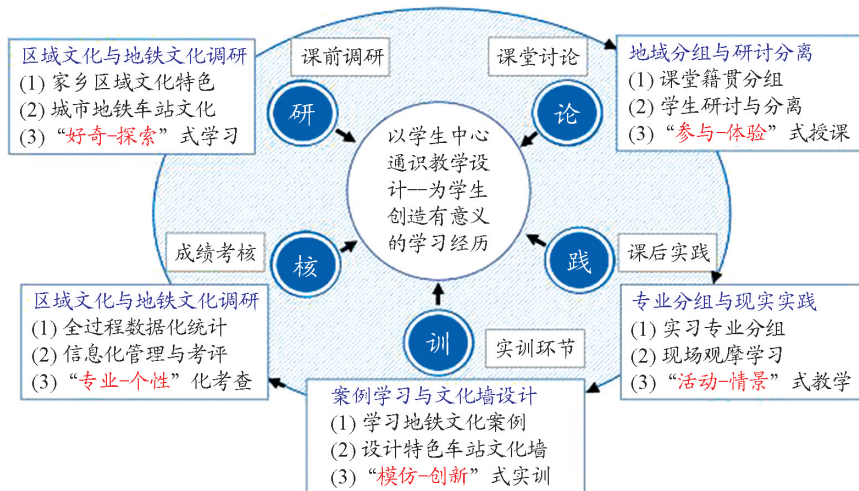 区域文化与地铁文化调研
(1) 家乡区域文化特色
(2) 城市地铁车站文化
(3) “好奇–探索”式学习
课前调研
研
课堂讨论
论
地域分组与研讨分离
(1) 课堂籍贯分组
(2) 学生研讨与分离
(3) “参与–体验”式授课
以学生中心
通识教学设
计––为学生
创造有意义
的学习经历
成绩考核
核
区域文化与地铁文化调研
(1) 全过程数据化统计
(2) 信息化管理与考评
(3) “专业–个性”化考查
践
课后实践
专业分组与现实实践
(1) 实习专业分组
(2) 现场观摩学习
(3) “活动–情景”式教学
训
实训环节
案例学习与文化墙设计
(1) 学习地铁文化案例
(2) 设计特色车站文化墙
(3) “模仿–创新”式实训